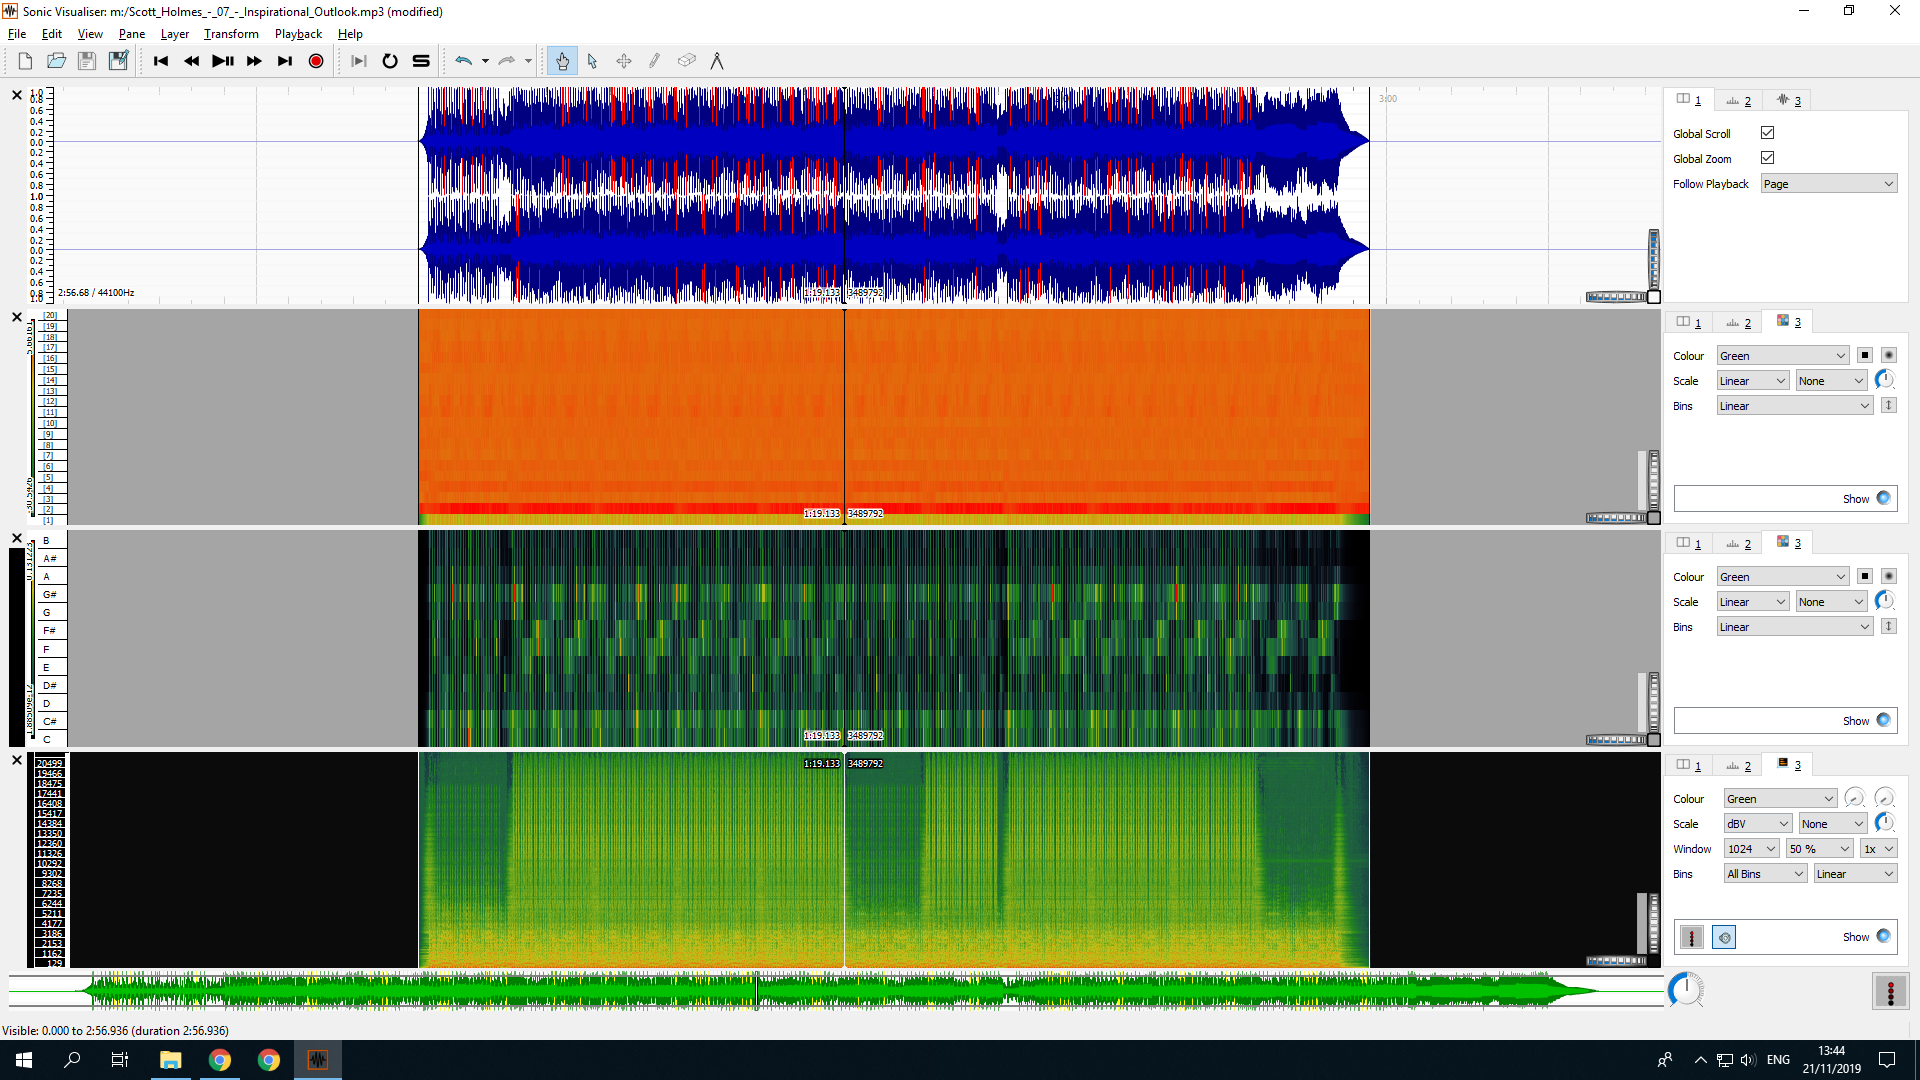 Sonic Visualiser: m:/Scott_Holmes_-_07_-_Inspirational_Outlook.mp3 (modified)
File Edit View Pane Layer Transform Playback Help
1.0
0.8
0.6
0.4
0.2
0.0
0.2
0.4
0.6
0.8
1.0
0.8
0.6
0.4
0.2
0.0
0.2
0.4
0.6
0.8
1.0
3:00
2:56.68 / 44100Hz
1:19.133 3489792
1 2 3
Global Scroll
Global Zoom
Follow Playback Page
[20]
[19]
[18]
[17]
[16]
[15]
[14]
[13]
[12]
[11]
[10]
[9]
[8]
[7]
[6]
[5]
[4]
[3]
[2]
[1]
1:19.133 3489792
1 2 3
Colour Green
Scale Linear None
Bins Linear
Show
B
A#
A
G#
G
F#
F
E
D#
D
C#
C
1:19.133 3489792
1 2 3
Colour Green
Scale Linear None
Bins Linear
Show
20499
19466
18475
17441
16408
15417
14384
13350
12360
11326
10292
9302
8268
7235
6244
5211
4177
3186
2153
1162
129
1:19.133 3489792
1 2 3
Colour Green
Scale dBV None
Window 1024 50 % 1x
Bins All Bins Linear
Show
Visible: 0.000 to 2:56.936 (duration 2:56.936)
ENG
13:44
21/11/2019